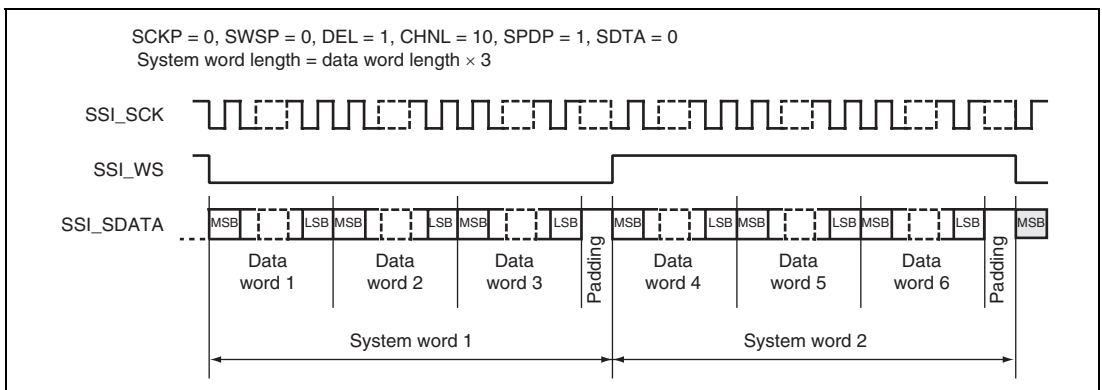 SCKP = 0, SWSP = 0, DEL = 1, CHNL = 10, SPDP = 1, SDTA = 0
System word length = data word length × 3
SSI_SCK
SSI_WS
SSI_SDATA
MSB LSB MSB LSB MSB LSB MSB LSB MSB LSB MSB LSB MSB
Data word 1
Data word 2
Data word 3
Padding
Data word 4
Data word 5
Data word 6
Padding
System word 1
System word 2